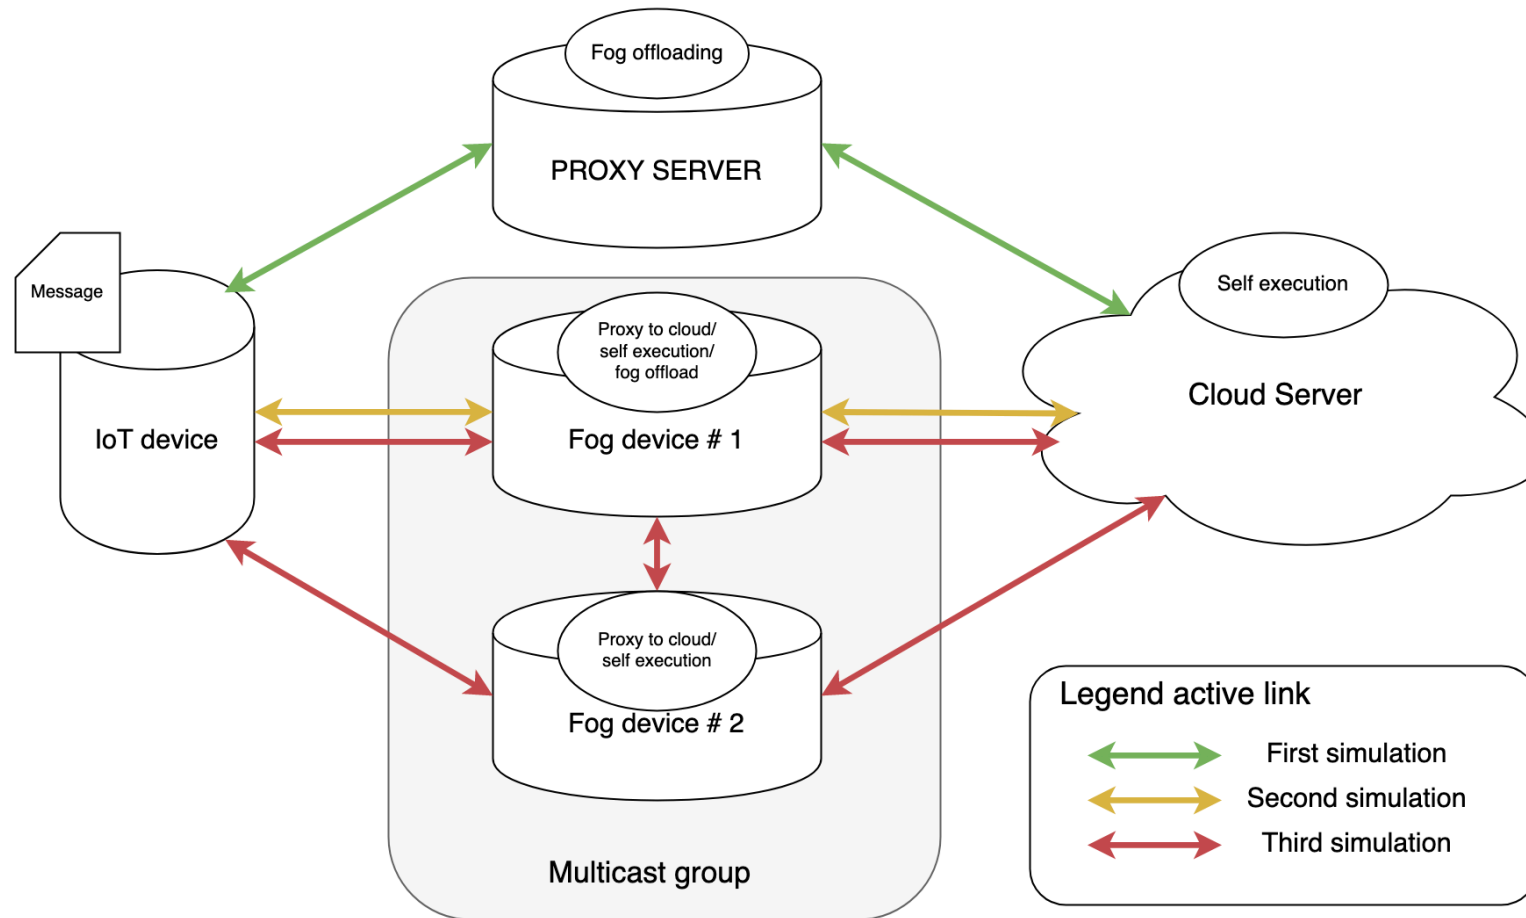 Fog offloading
PROXY SERVER
Message
IoT device
Proxy to cloud/
self execution/
fog offload
Fog device # 1
Self execution
Cloud Server
Proxy to cloud/
self execution
Fog device # 2
Multicast group
Legend active link
First simulation
Second simulation
Third simulation